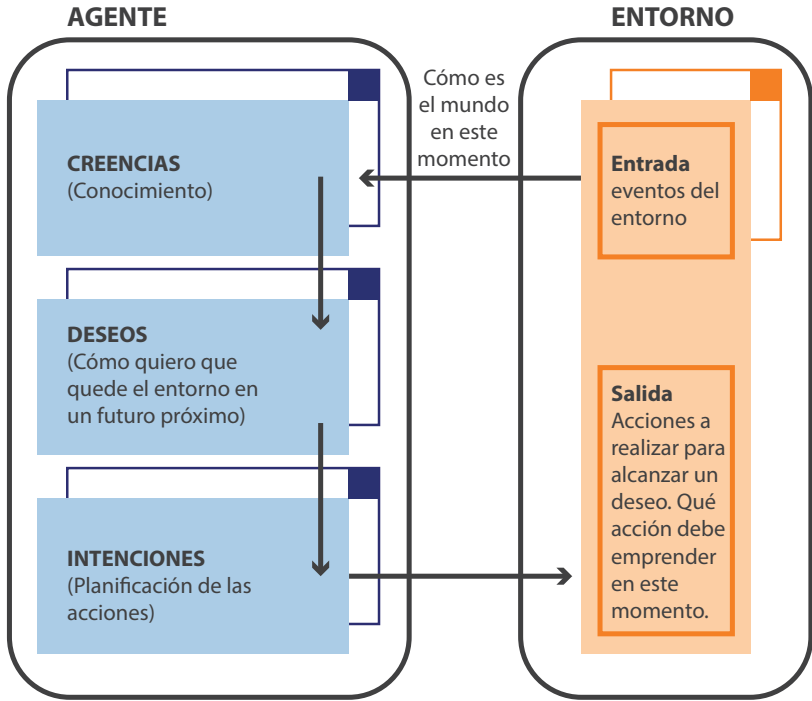 AGENTE
CREENCIAS
(Conocimiento)
DESEOS
(Cómo quiero que
quede el entorno en
un futuro próximo)
INTENCIONES
(Planificación de las
acciones)
Cómo es
el mundo
en este
momento
ENTORNO
Entrada
eventos del
entorno
Salida
Acciones a
realizar para
alcanzar un
deseo. Qué
acción debe
emprender
en este
momento.